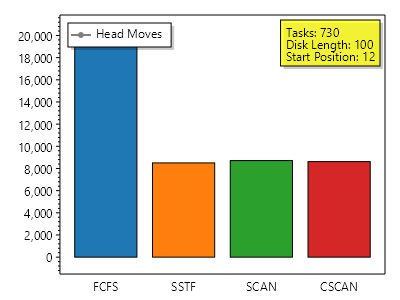 Head Moves
Tasks: 730
Disk Length: 100
Start Position: 12
20,000
18,000
16,000
14,000
12,000
10,000
8,000
6,000
4,000
2,000
0
FCFS SSTF SCAN CSCAN